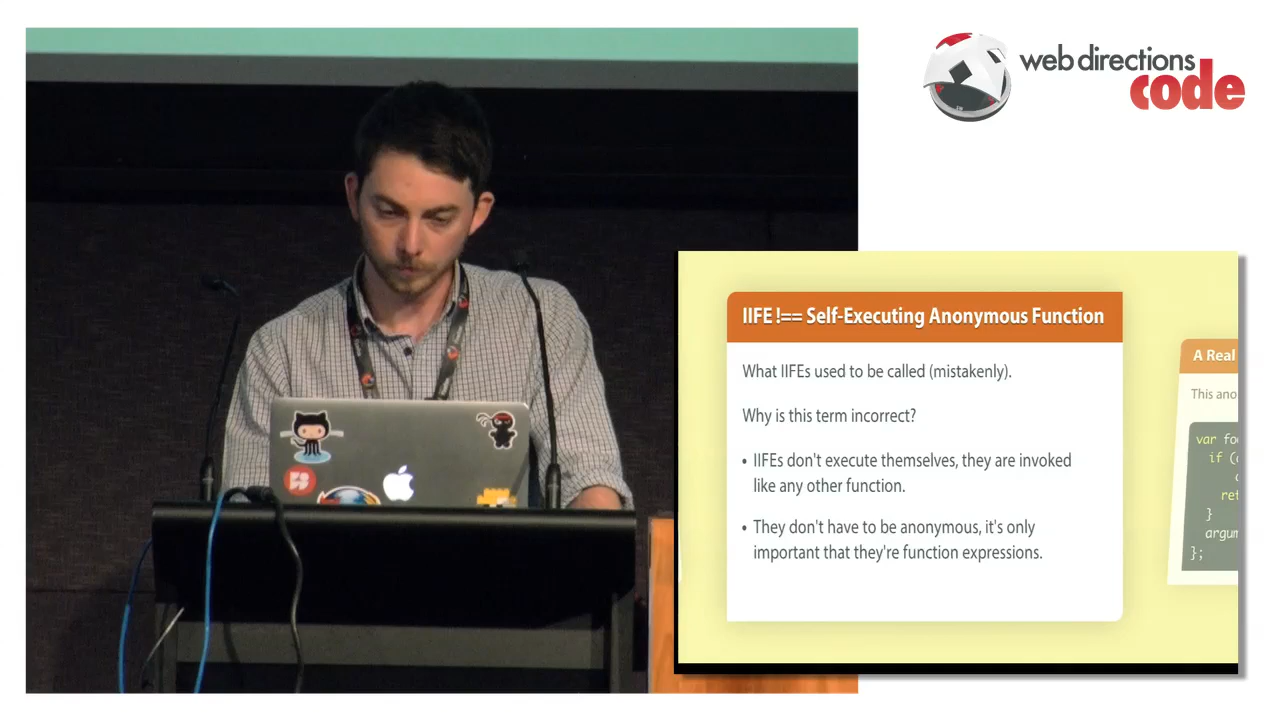 web directions
code
IIFE !== Self-Executing Anonymous Function
What IIFEs used to be called (mistakenly).
Why is this term incorrect?
• IIFEs don't execute themselves, they are invoked
like any other function.
• They don't have to be anonymous, it's only
important that they're function expressions.
A Real
This ano
var fo
if (
ret
}
argum
};